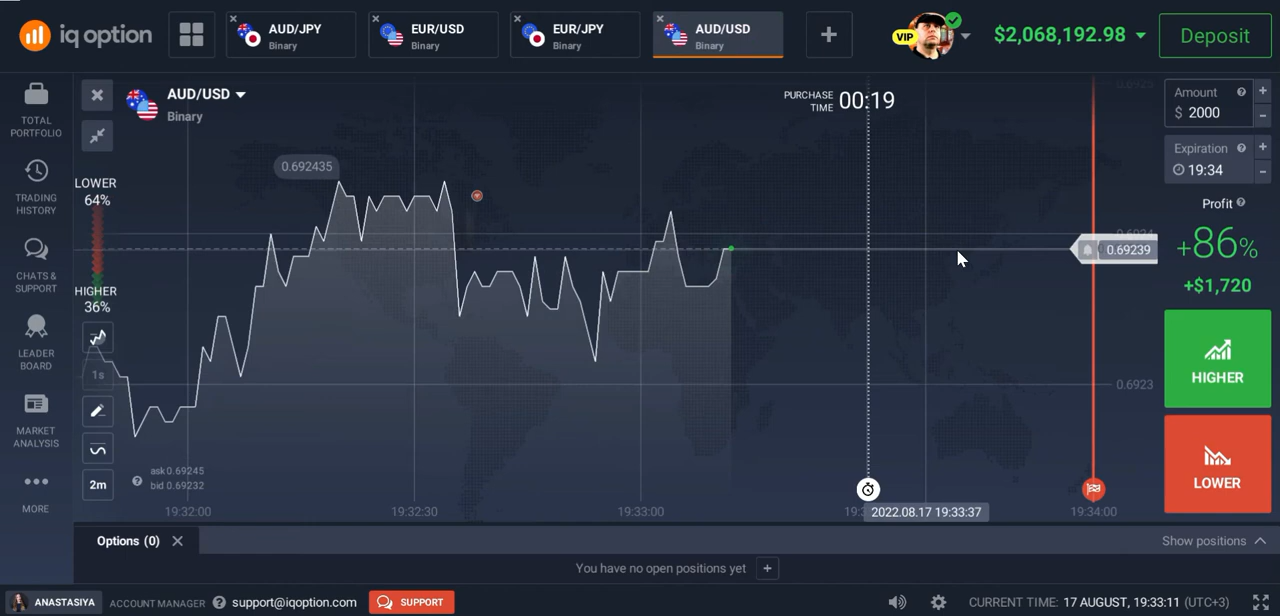 iq option
AUD/JPY
Binary
EUR/USD
Binary
EUR/JPY
Binary
AUD/USD
Binary
VIP
$2,068,192.98
Deposit
TOTAL
PORTFOLIO
TRADING
HISTORY
CHATS &
SUPPORT
LEADER
BOARD
MARKET
ANALYSIS
MORE
AUD/USD
Binary
PURCHASE
TIME
00:19
LOWER
64%
HIGHER
36%
1s
2m
0.692435
ask 0.69245
bid 0.69232
0.6924
0.69239
0.6923
19:32:00
19:32:30
19:33:00
2022.08.17 19:33:37
19:34:00
Amount
$ 2000
Expiration
19:34
Profit
+86%
+$1,720
HIGHER
LOWER
Options (0)
Show positions
You have no open positions yet
ANASTASIYA
ACCOUNT MANAGER
support@iqoption.com
SUPPORT
CURRENT TIME: 17 AUGUST, 19:33:11 (UTC+3)